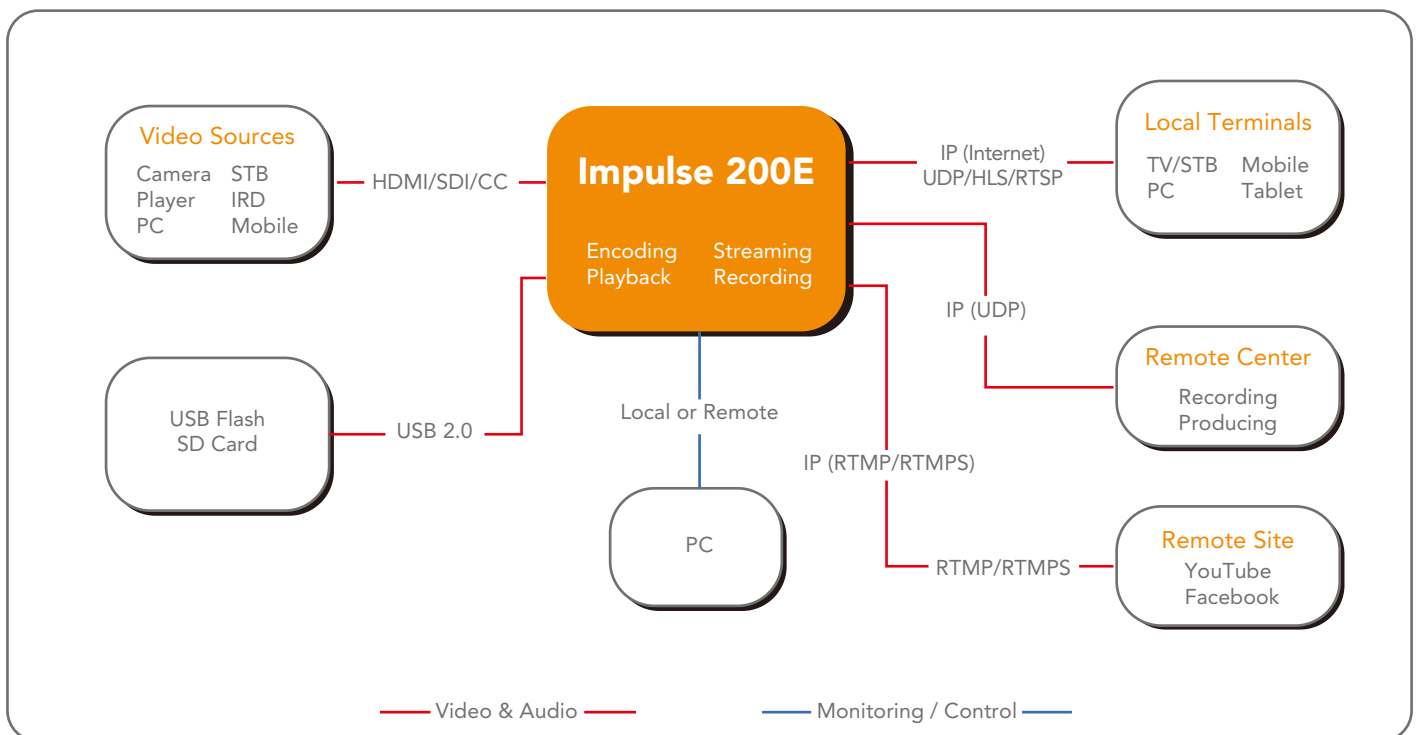 Video Sources
Camera STB
Player IRD
PC Mobile
HDMI/SDI/CC
USB Flash
SD Card
USB 2.0
Impulse 200E
Encoding Streaming
Playback Recording
Local or Remote
PC
IP (Internet)
UDP/HLS/RTSP
Local Terminals
TV/STB Mobile
PC Tablet
IP (UDP)
Remote Center
Recording
Producing
IP (RTMP/RTMPS)
RTMP/RTMPS
Remote Site
YouTube
Facebook
Video & Audio
Monitoring / Control